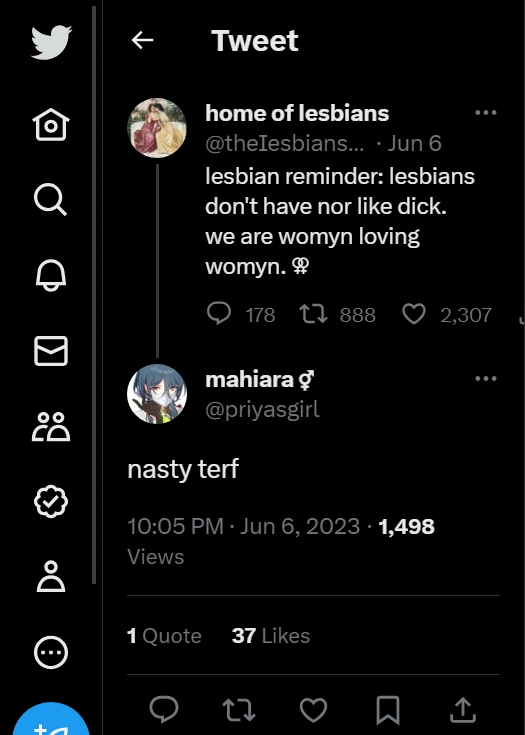 Tweet
home of lesbians
@theIesbians... · Jun 6
lesbian reminder: lesbians
don't have nor like dick.
we are womyn loving
womyn. ⚢
178 888 2,307
mahiara ⚥
@priyasgirl
nasty terf
10:05 PM · Jun 6, 2023 · 1,498
Views
1 Quote 37 Likes